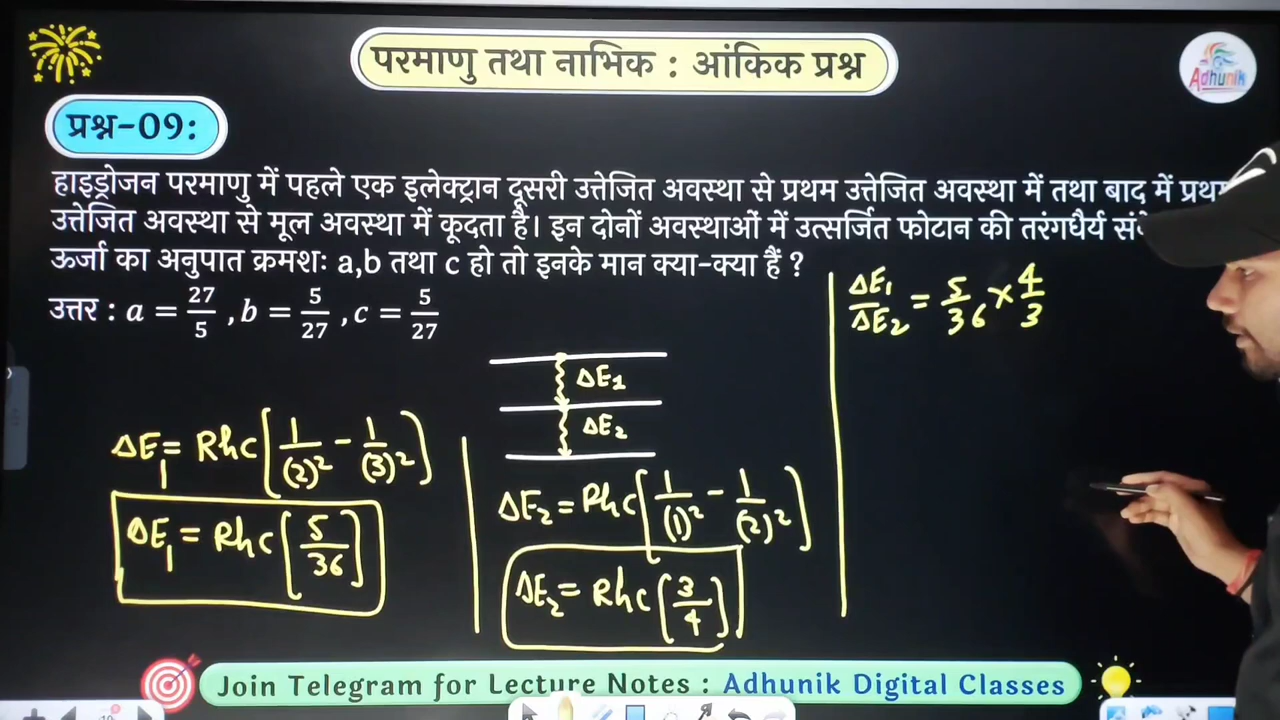 परमाणु तथा नाभिक : आंकिक प्रश्न
Adhunik
प्रश्न-09:
हाइड्रोजन परमाणु में पहले एक इलेक्ट्रान दूसरी उत्तेजित अवस्था से प्रथम उत्तेजित अवस्था में तथा बाद में
उत्तेजित अवस्था से मूल अवस्था में कूदता है। इन दोनों अवस्थाओं में उत्सर्जित फोटान की तरंगधैर्य
ऊर्जा का अनुपात क्रमशः a,b तथा c हो तो इनके मान क्या-क्या हैं ?
उत्तर : a = 27/5 , b = 5/27 , c = 5/27
ΔE₁/ΔE₂ = 5/36 × 4/3
ΔE₁
ΔE₂
ΔE₁ = Rhc[1/(2)² - 1/(3)²]
ΔE₁ = Rhc[5/36]
ΔE₂ = Rhc[1/(1)² - 1/(2)²]
ΔE₂ = Rhc[3/4]
Join Telegram for Lecture Notes : Adhunik Digital Classes